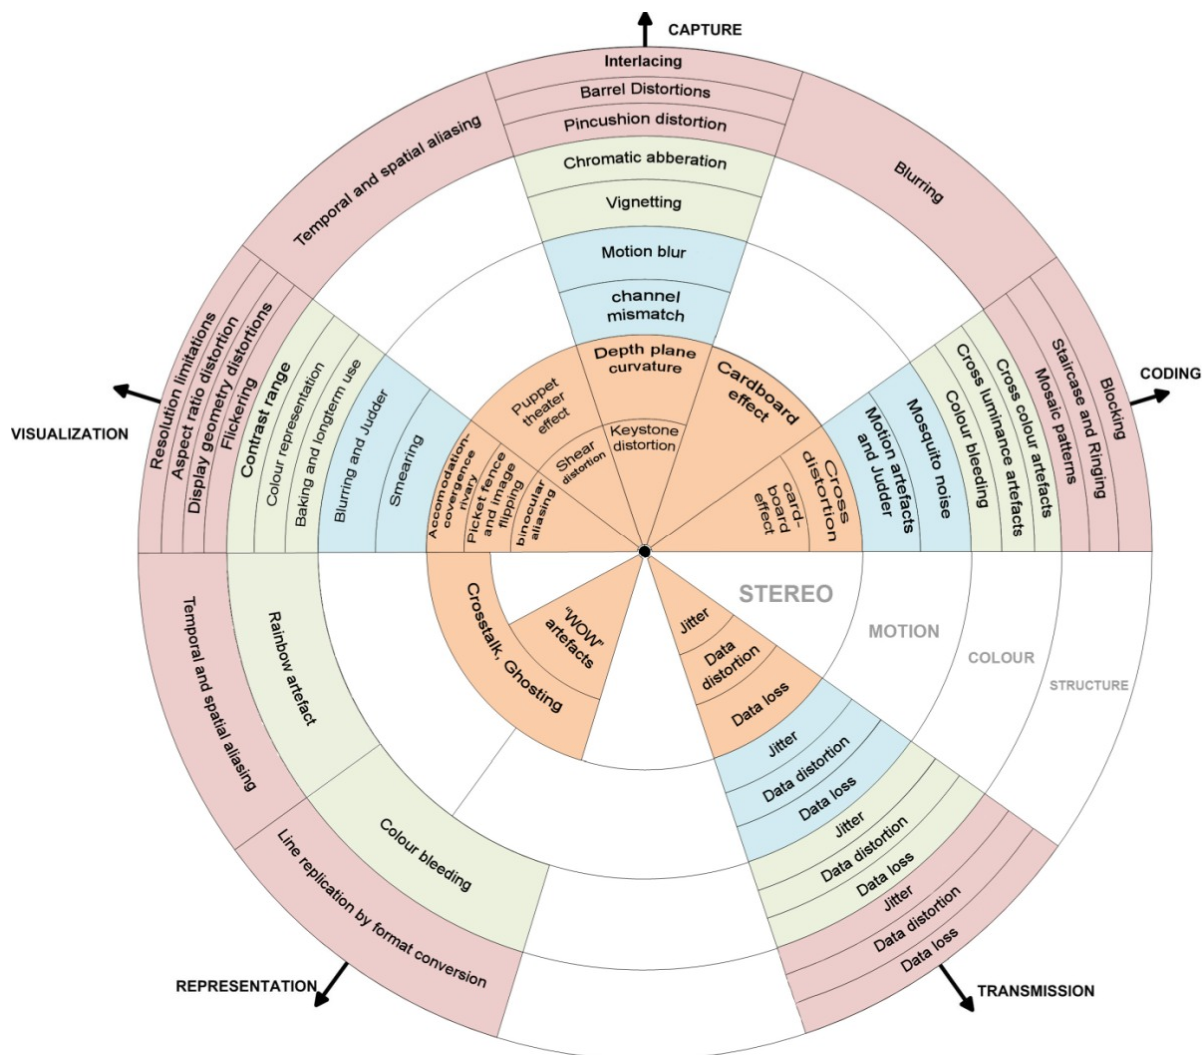 CAPTURE
Interlacing
Barrel Distortions
Pincushion distortion
Chromatic abberation
Vignetting
Motion blur
channel
mismatch
Depth plane
curvature
Keystone
distortion
Blurring
Cardboard
effect
CODING
Blocking
Staircase and Ringing
Mosaic patterns
Cross colour artefacts
Cross luminance artefacts
Colour bleeding
Mosquito noise
Motion artefacts
and Judder
Cross
distortion
card-
board
effect
STEREO
MOTION
COLOUR
STRUCTURE
Jitter
Data
distortion
Data loss
Jitter
Data distortion
Data loss
Jitter
Data distortion
Data loss
Jitter
Data distortion
Data loss
TRANSMISSION
REPRESENTATION
"WOW"
artefacts
Crosstalk, Ghosting
Rainbow artefact
Colour bleeding
Temporal and spatial aliasing
Line replication by format conversion
VISUALIZATION
Resolution limitations
Aspect ratio distortion
Display geometry distortions
Flickering
Contrast range
Colour representation
Baking and longterm use
Blurring and Judder
Smearing
Accomodation-
covergence
rivary
Picket fence
and image
flipping
binocular
aliasing
Temporal and spatial aliasing
Puppet
theater
effect
Shear
distortion